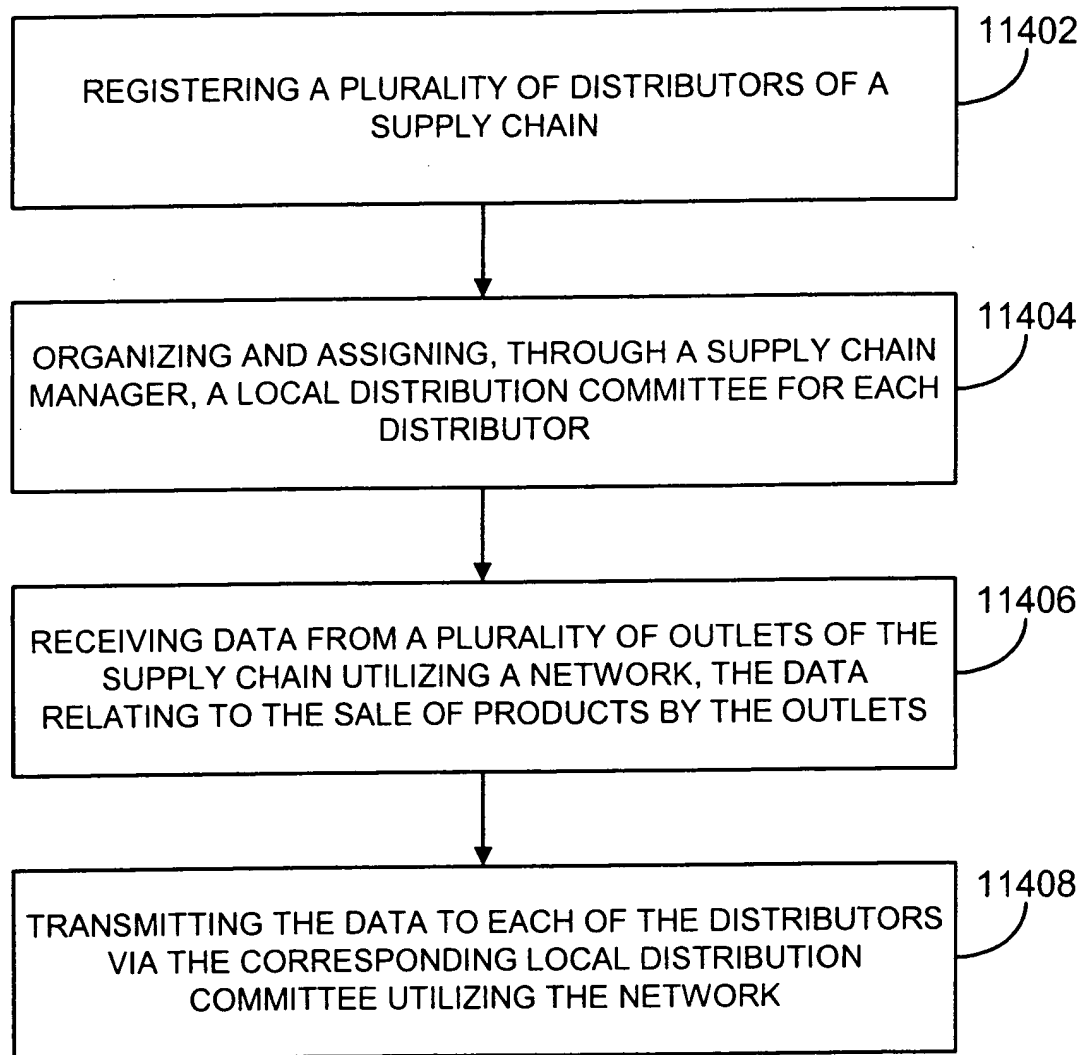 11402
REGISTERING A PLURALITY OF DISTRIBUTORS OF A
SUPPLY CHAIN
11404
ORGANIZING AND ASSIGNING, THROUGH A SUPPLY CHAIN
MANAGER, A LOCAL DISTRIBUTION COMMITTEE FOR EACH
DISTRIBUTOR
11406
RECEIVING DATA FROM A PLURALITY OF OUTLETS OF THE
SUPPLY CHAIN UTILIZING A NETWORK, THE DATA
RELATING TO THE SALE OF PRODUCTS BY THE OUTLETS
11408
TRANSMITTING THE DATA TO EACH OF THE DISTRIBUTORS
VIA THE CORRESPONDING LOCAL DISTRIBUTION
COMMITTEE UTILIZING THE NETWORK